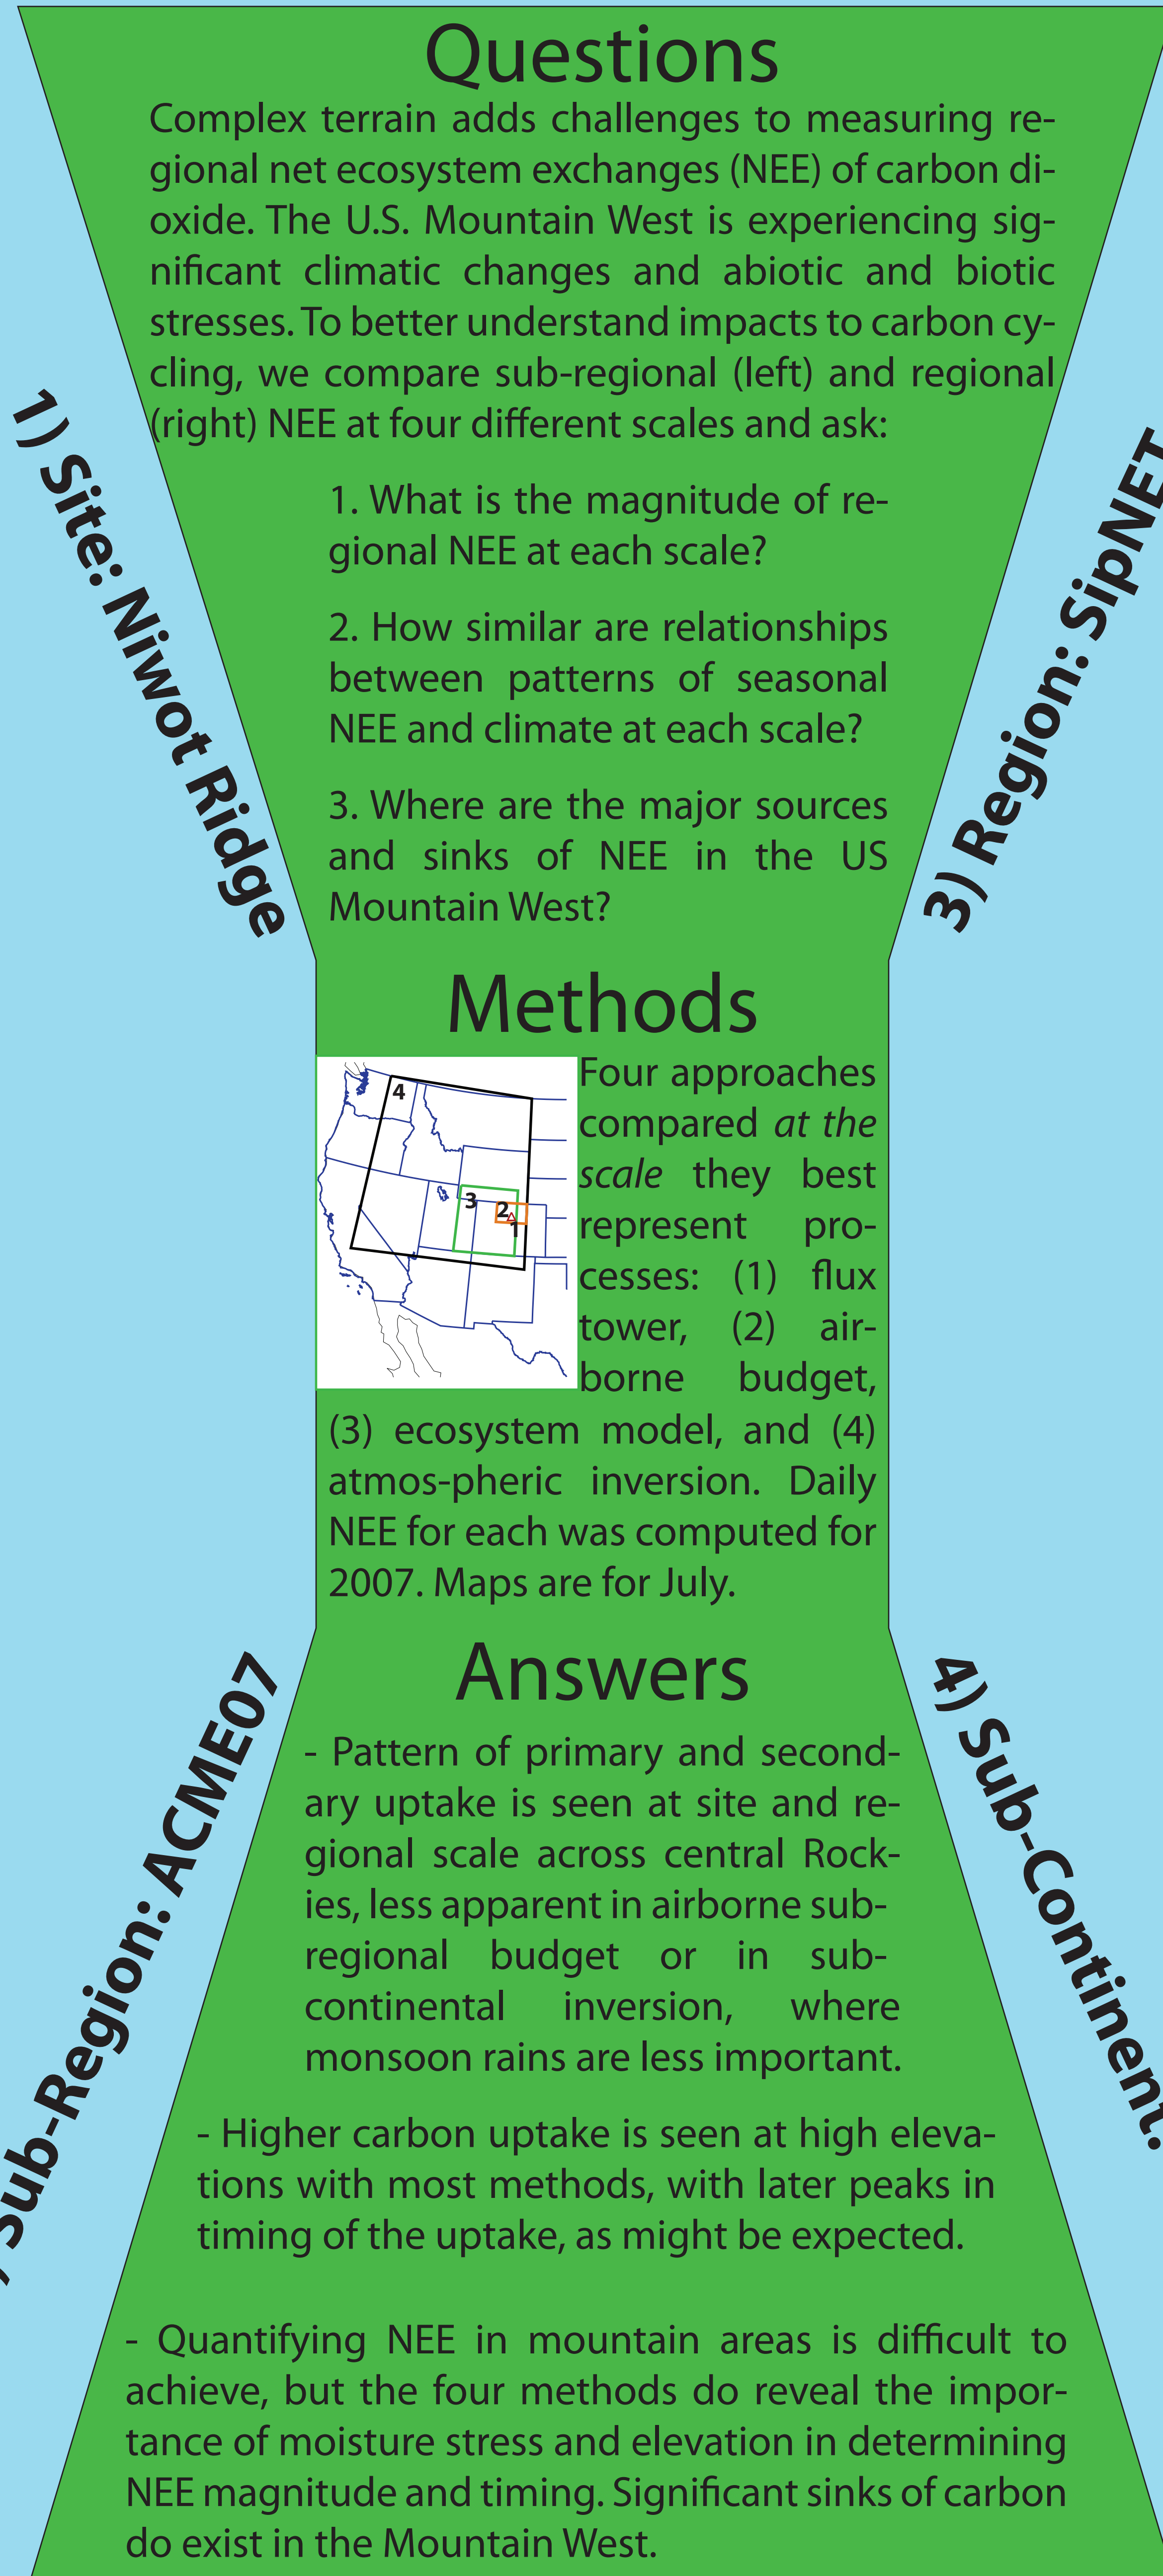 Questions
Complex terrain adds challenges to measuring re-
gional net ecosystem exchanges (NEE) of carbon di-
oxide. The U.S. Mountain West is experiencing sig-
nificant climatic changes and abiotic and biotic
stresses. To better understand impacts to carbon cy-
cling, we compare sub-regional (left) and regional
(right) NEE at four different scales and ask:
1. What is the magnitude of re-
gional NEE at each scale?
2. How similar are relationships
between patterns of seasonal
NEE and climate at each scale?
3. Where are the major sources
and sinks of NEE in the US
Mountain West?
1) Site: Niwot Ridge
3) Region: SipNET
Methods
4
3
2
1
Four approaches
compared at the
scale they best
represent pro-
cesses: (1) flux
tower, (2) air-
borne budget,
(3) ecosystem model, and (4)
atmos-pheric inversion. Daily
NEE for each was computed for
2007. Maps are for July.
Answers
- Pattern of primary and second-
ary uptake is seen at site and re-
gional scale across central Rock-
ies, less apparent in airborne sub-
regional budget or in sub-
continental inversion, where
monsoon rains are less important.
- Higher carbon uptake is seen at high eleva-
tions with most methods, with later peaks in
timing of the uptake, as might be expected.
- Quantifying NEE in mountain areas is difficult to
achieve, but the four methods do reveal the impor-
tance of moisture stress and elevation in determining
NEE magnitude and timing. Significant sinks of carbon
do exist in the Mountain West.
) Sub-Region: ACME07
4) Sub-Continent: